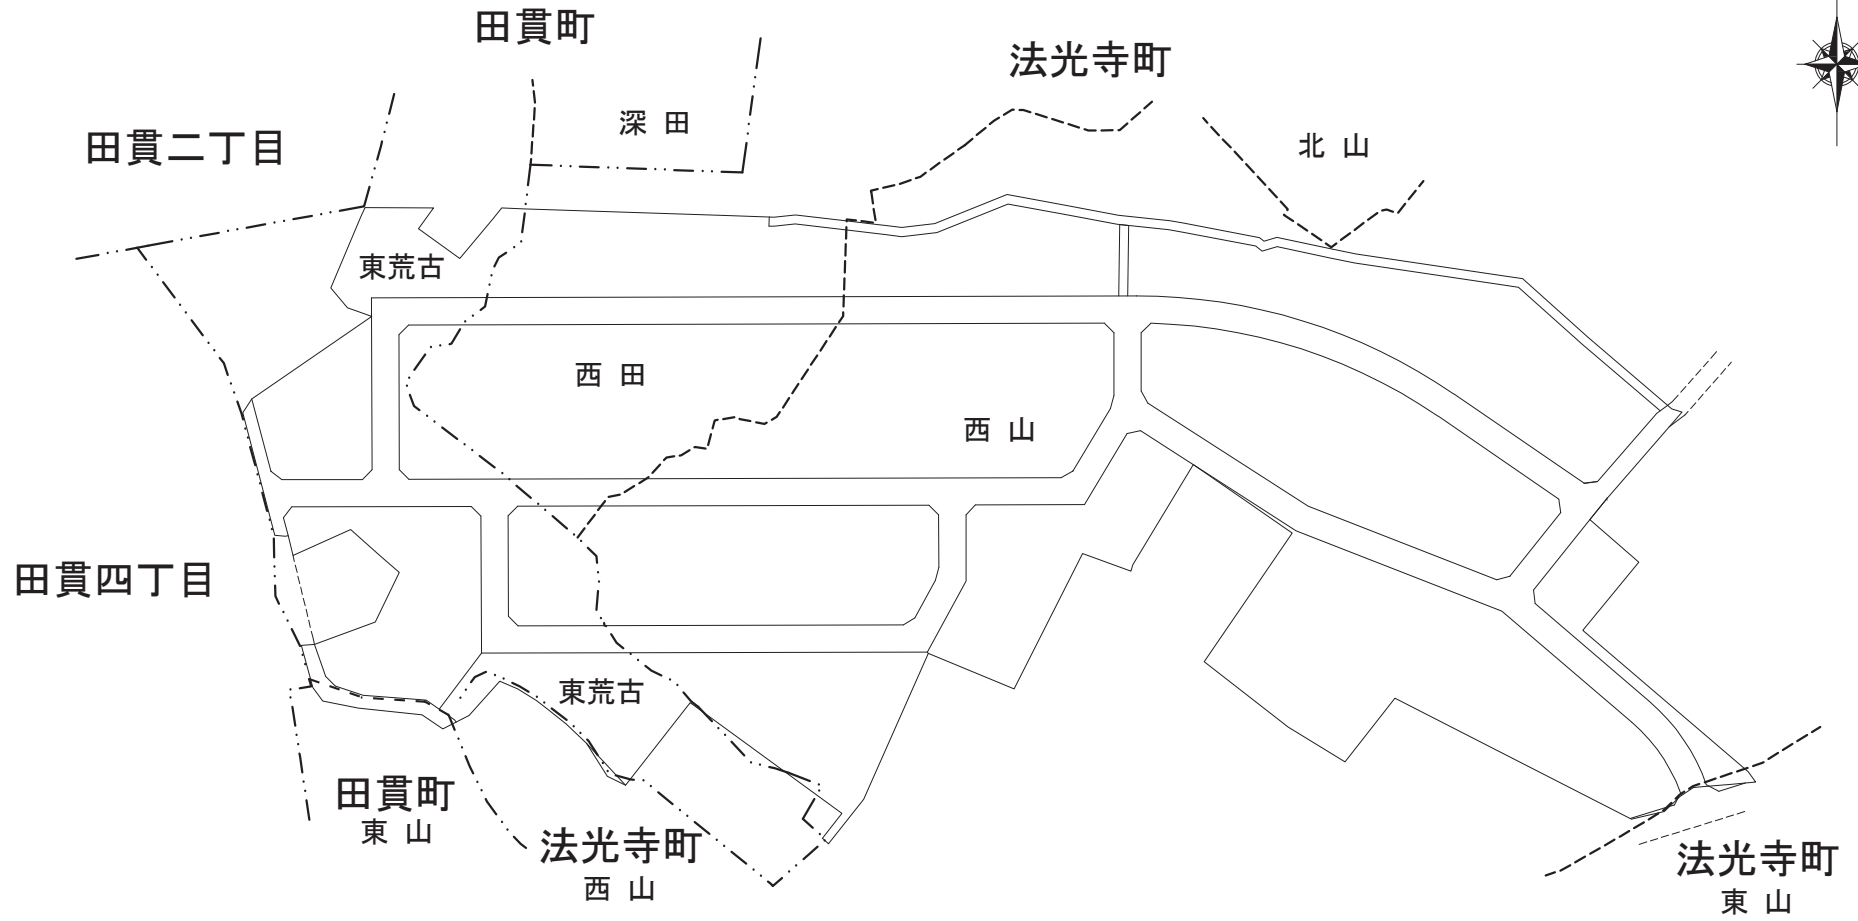 田貫町
法光寺町
深田
田貫二丁目
北山
東荒古
西田
西山
田貫四丁目
東荒古
田貫町
東山
法光寺町
西山
法光寺町
東山